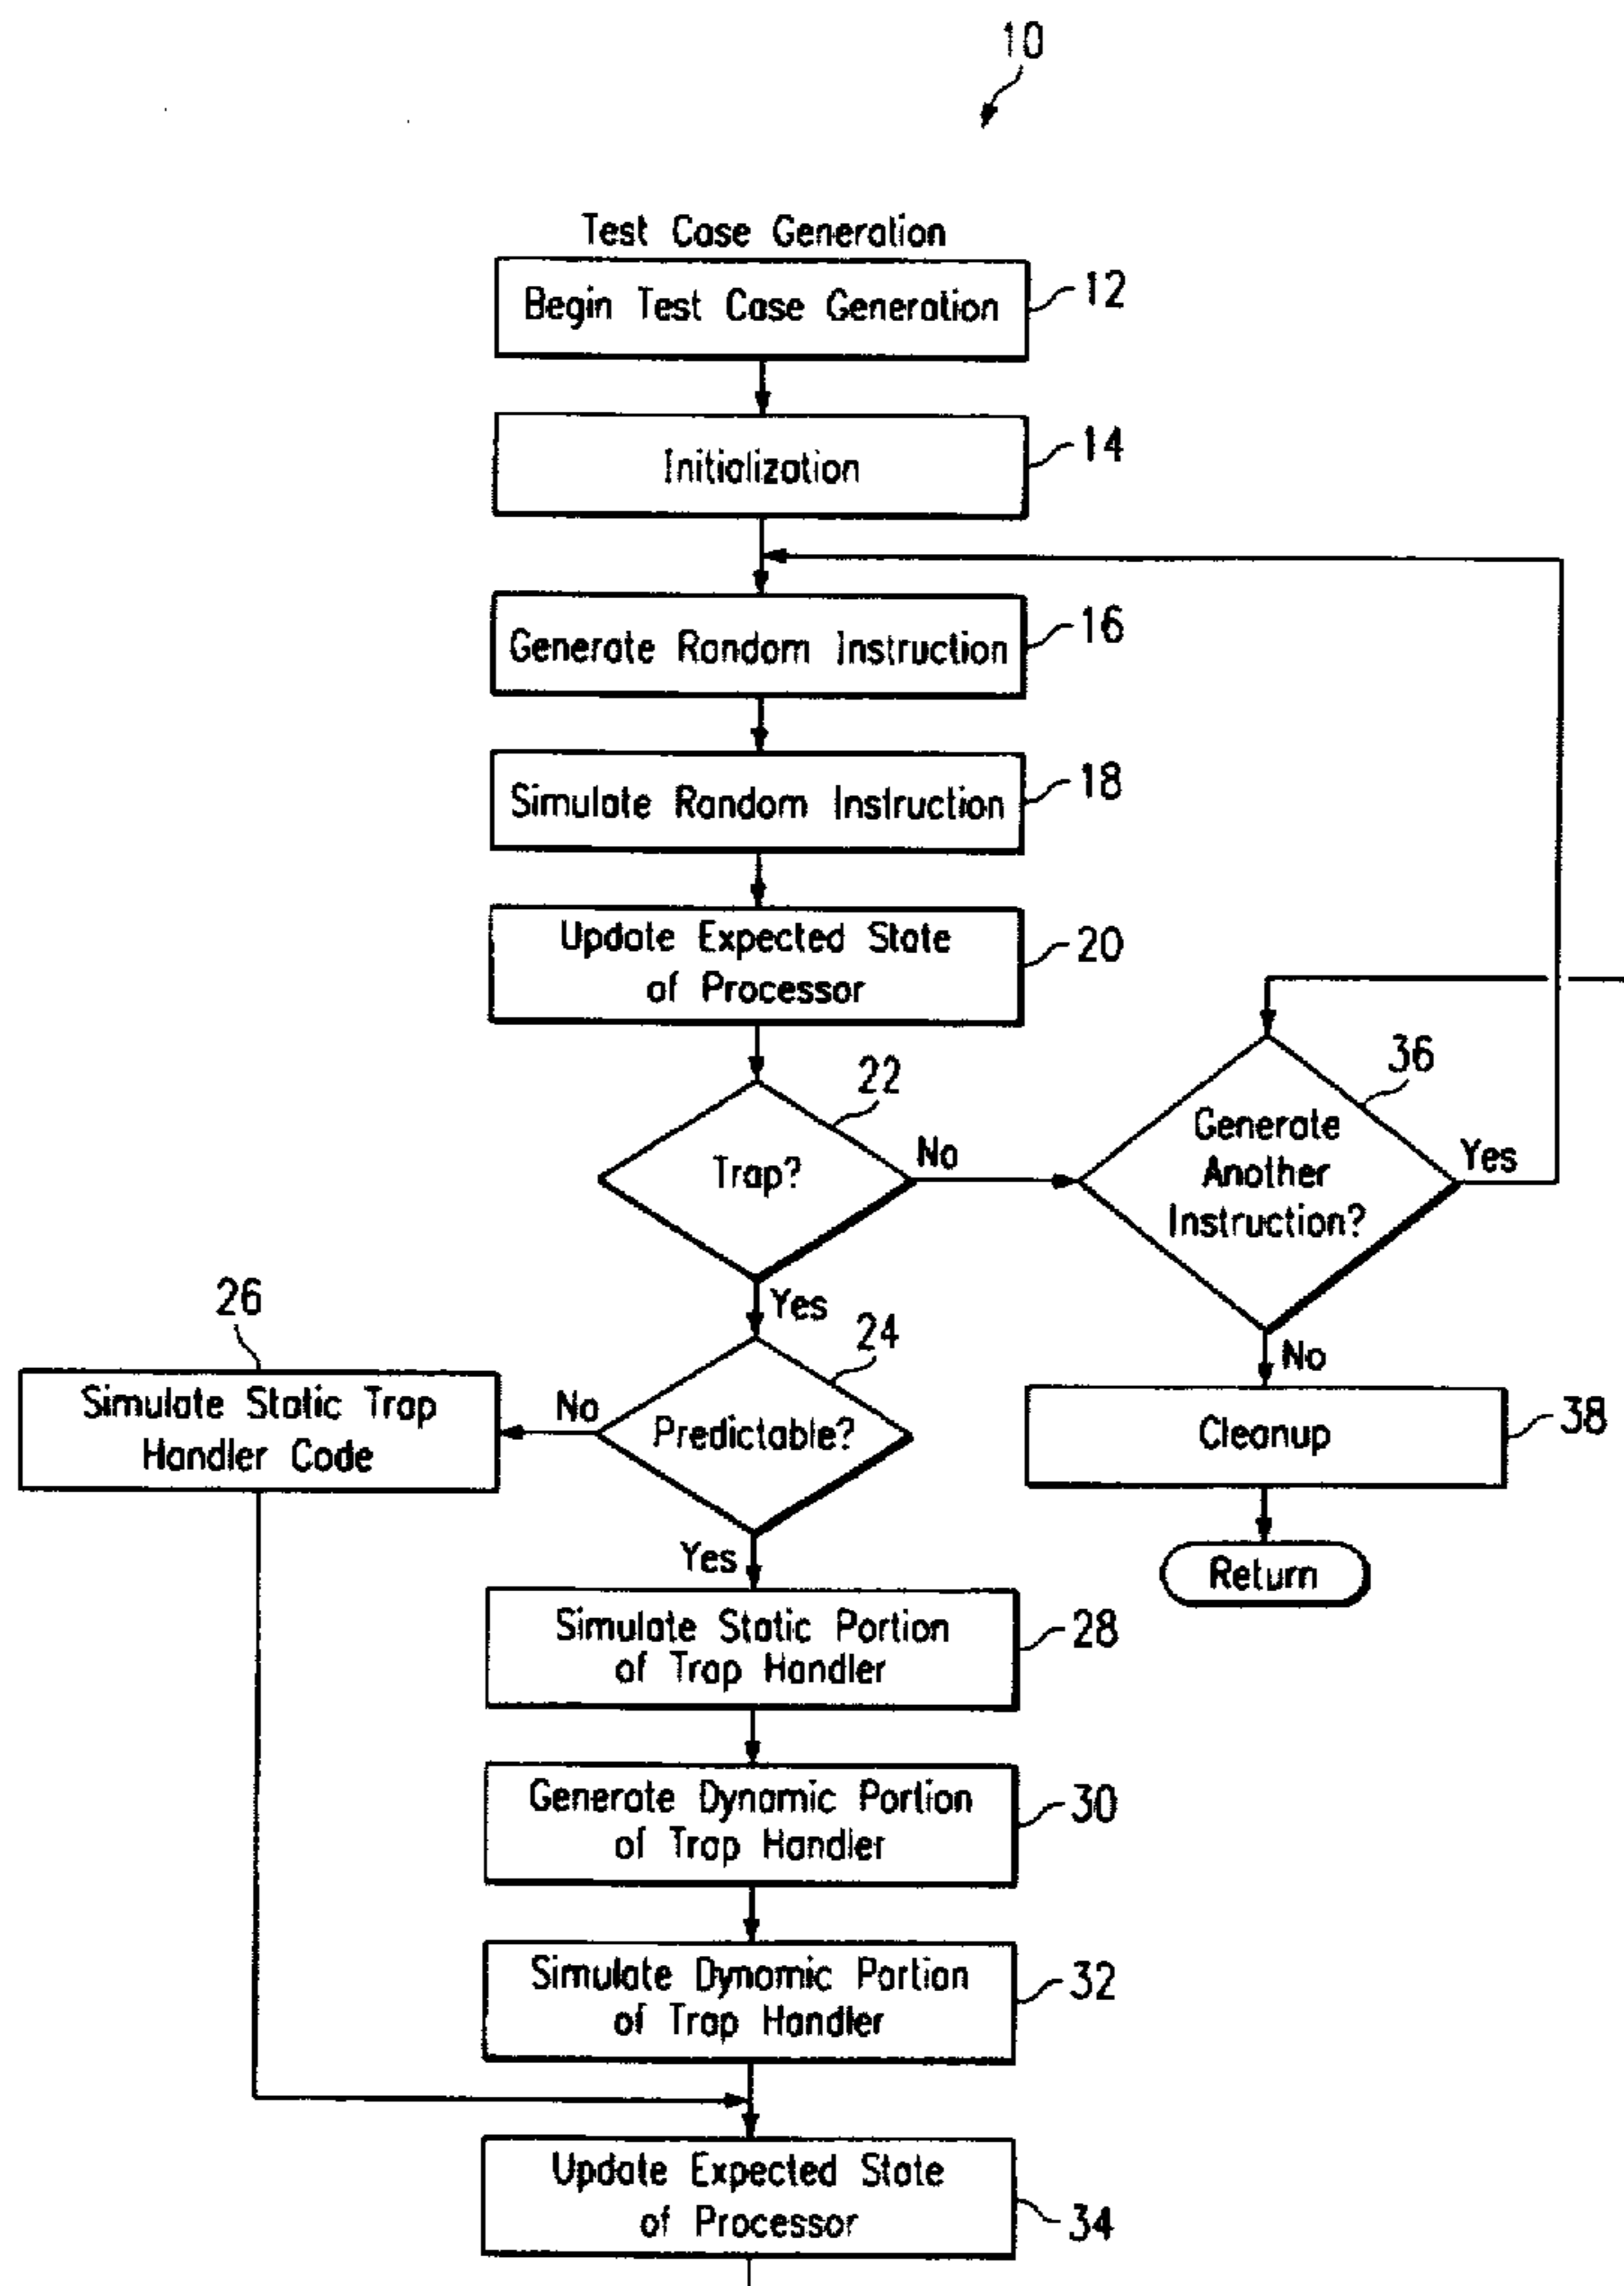 10
Test Case Generation
Begin Test Case Generation
12
Initialization
14
Generate Random Instruction
16
Simulate Random Instruction
18
Update Expected State
of Processor
20
Trap?
22
No
Yes
Generate
Another
Instruction?
36
Yes
No
Predictable?
24
No
Yes
Simulate Static Trap
Handler Code
26
Cleanup
38
Return
Simulate Static Portion
of Trap Handler
28
Generate Dynamic Portion
of Trap Handler
30
Simulate Dynamic Portion
of Trap Handler
32
Update Expected State
of Processor
34